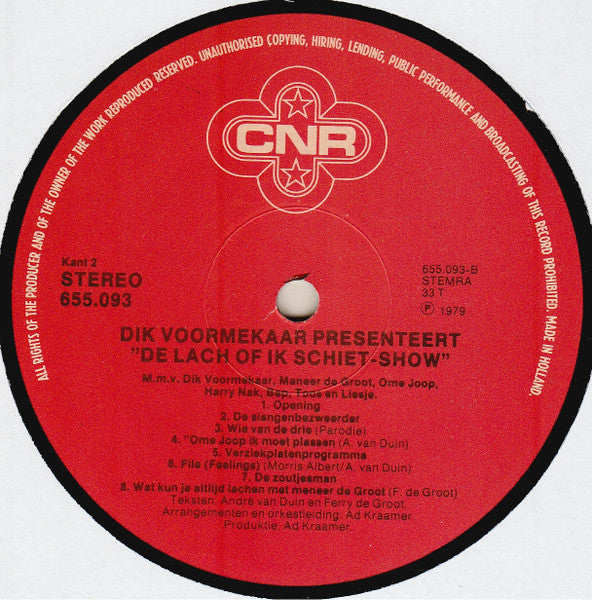 ALL RIGHTS OF THE PRODUCER AND OF THE OWNER OF THE WORK REPRODUCED RESERVED. UNAUTHORISED COPYING, HIRING, LENDING, PUBLIC PERFORMANCE AND BROADCASTING OF THIS RECORD PROHIBITED. MADE IN HOLLAND.
CNR
Kant 2
STEREO
655.093
655.093-B
STEMRA
33 T
Ⓟ 1979
DIK VOORMEKAAR PRESENTEERT
"DE LACH OF IK SCHIET-SHOW"
M.m.v. Dik Voormekaar, Meneer de Groot, Ome Joop,
Harry Nak, Bap, Toos en Liesje.
1. Opening
2. De slangenbezweerder
3. Wie van de drie (Parodie)
4. "Ome Joop ik moet plassen (A. van Duin)
5. Verziekplatenprogramma
6. File (Feelings) (Morris Albert/A. van Duin)
7. De zoutjesman
8. Wat kun je altijd lachen met meneer de Groot (F. de Groot)
Teksten: André van Duin en Ferry de Groot.
Arrangementen en orkestleiding: Ad Kraamer.
Produktie: Ad Kraamer.